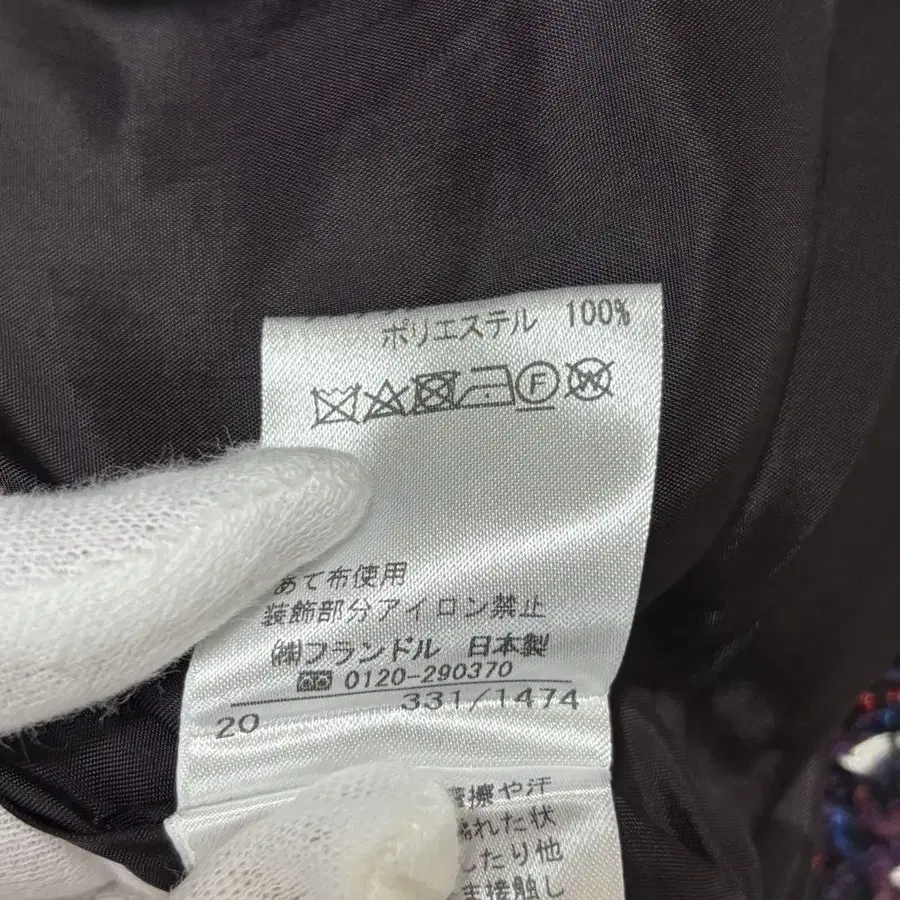 ポリエステル 100%
F W
あて布使用
装飾部分アイロン禁止
㈱フランドル 日本製
0120-290370
20 331/1474
擦や汗
れた状
したり他
ま接触し